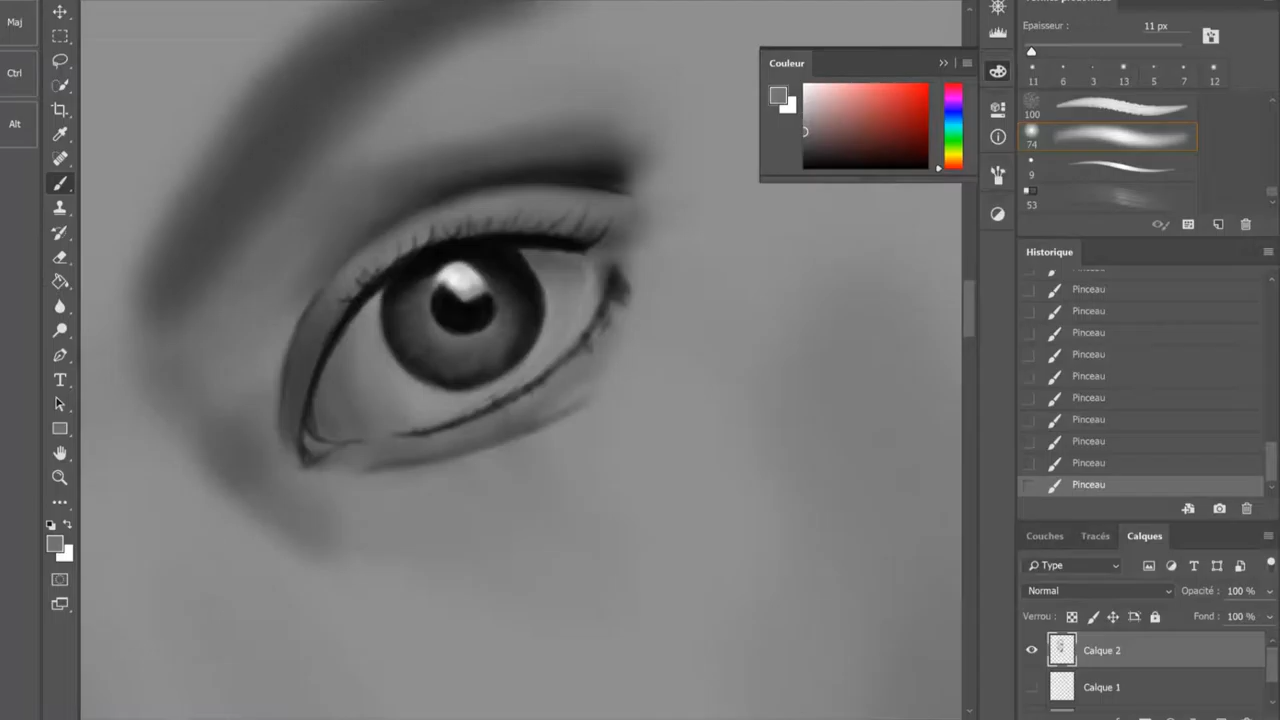 Maj
Ctrl
Alt
Couleur
Epaisseur :
11 px
11
6
3
13
5
7
12
100
74
9
53
Historique
Pinceau
Pinceau
Pinceau
Pinceau
Pinceau
Pinceau
Pinceau
Pinceau
Pinceau
Pinceau
Couches
Tracés
Calques
Type
Normal
Opacité : 100 %
Verrou :
Fond : 100 %
Calque 2
Calque 1